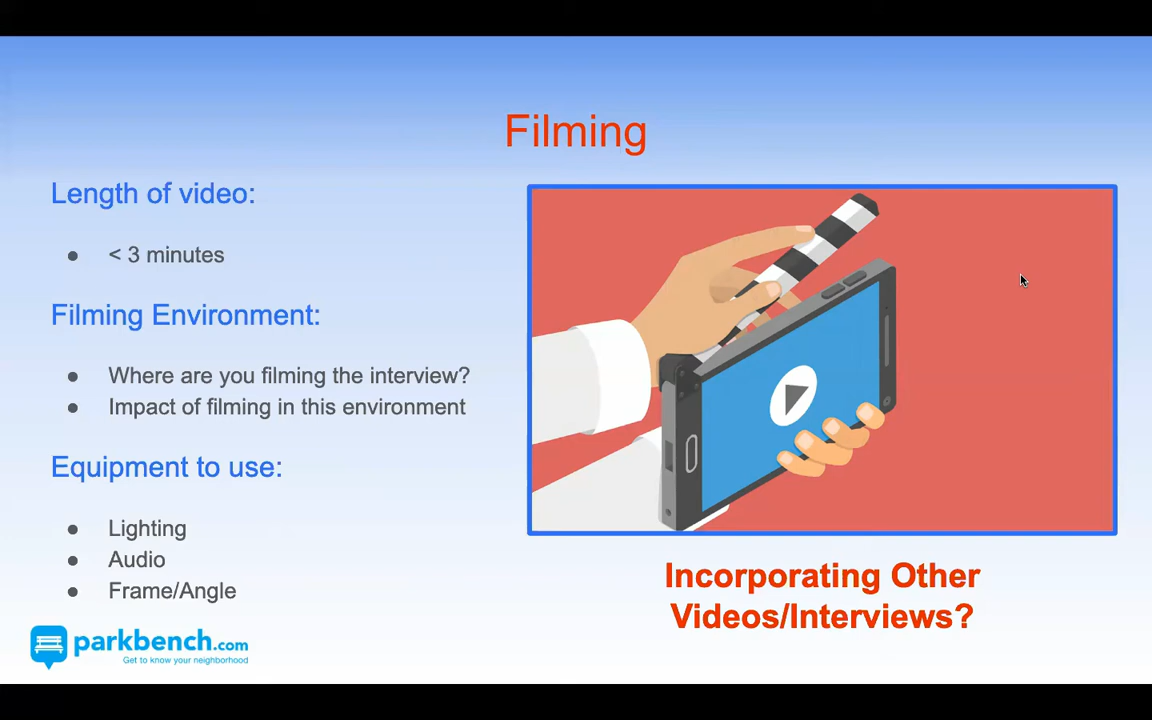 Filming
Length of video:
● < 3 minutes
Filming Environment:
● Where are you filming the interview?
● Impact of filming in this environment
Equipment to use:
● Lighting
● Audio
● Frame/Angle
Incorporating Other
Videos/Interviews?
parkbench.com
Get to know your neighborhood